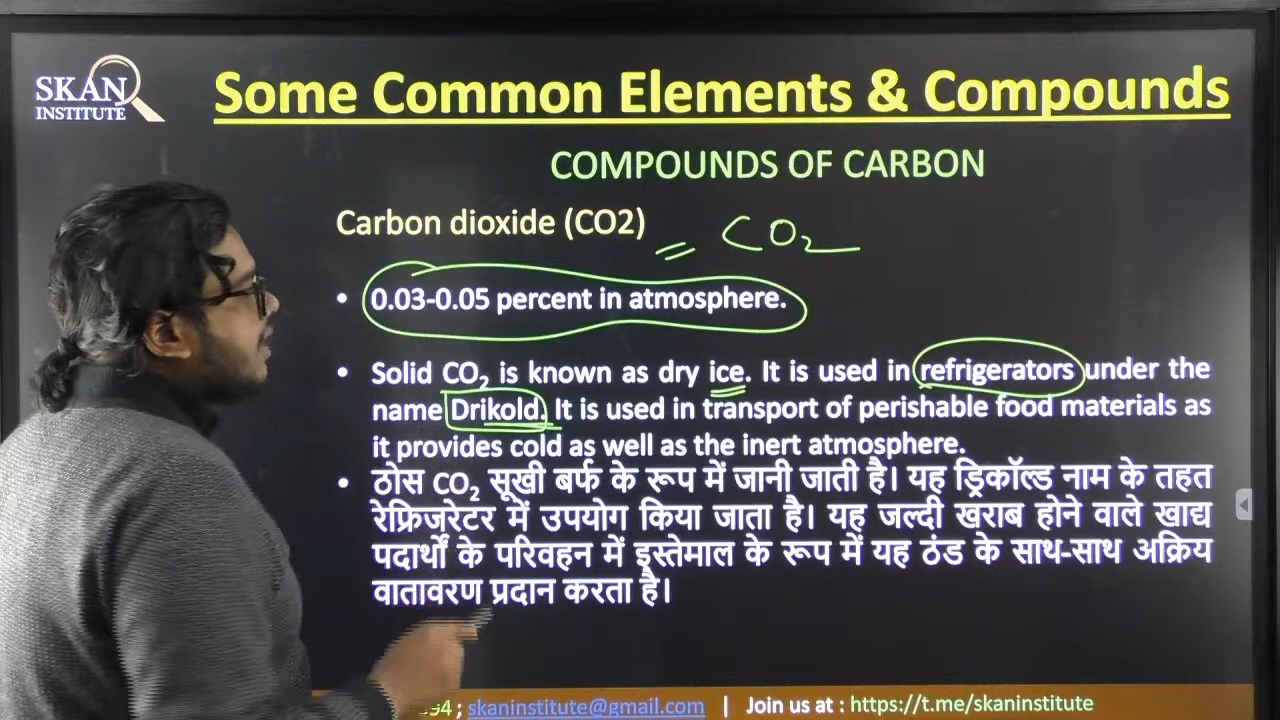 SKAN
INSTITUTE
Some Common Elements & Compounds
COMPOUNDS OF CARBON
Carbon dioxide (CO2)
= CO₂
• 0.03-0.05 percent in atmosphere.
• Solid CO₂ is known as dry ice. It is used in refrigerators under the
name Drikold. It is used in transport of perishable food materials as
it provides cold as well as the inert atmosphere.
• ठोस CO₂ सूखी बर्फ के रूप में जानी जाती है। यह ड्रिकॉल्ड नाम के तहत
रेफ्रिजरेटर में उपयोग किया जाता है। यह जल्दी खराब होने वाले खाद्य
पदार्थों के परिवहन में इस्तेमाल के रूप में यह ठंड के साथ-साथ अक्रिय
वातावरण प्रदान करता है।
94 ; skaninstitute@gmail.com | Join us at : https://t.me/skaninstitute